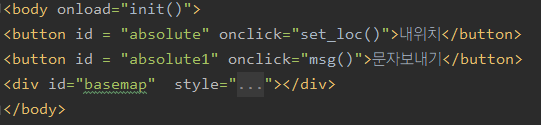 <body onload="init()">
<button id = "absolute" onclick="set_loc()">내위치</button>
<button id = "absolute1" onclick="msg()">문자보내기</button>
<div id="basemap"  style="..."></div>
</body>